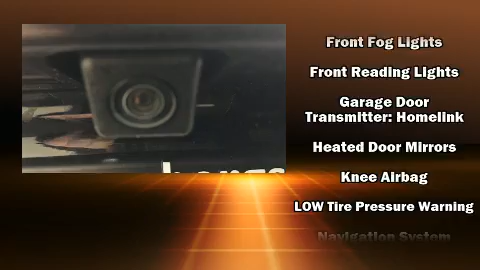 Front Fog Lights
Front Reading Lights
Garage Door
Transmitter: Homelink
Heated Door Mirrors
Knee Airbag
LOW Tire Pressure Warning
Navigation System